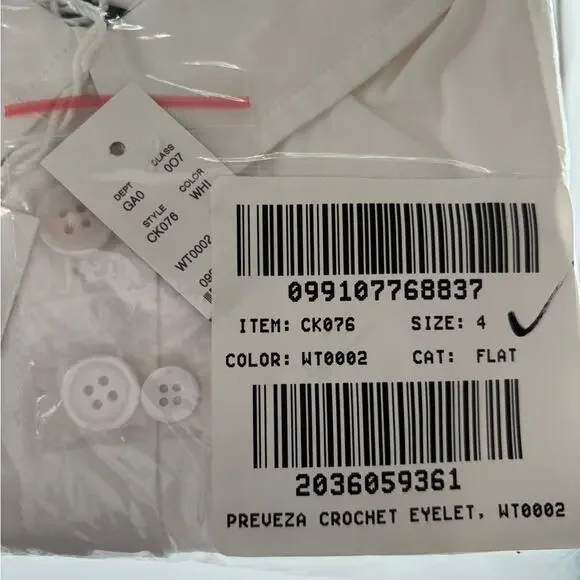 DEPT CLASS
GA0 007
STYLE COLOR
CK076 WHI
WT0002
099107768837
ITEM: CK076 SIZE: 4
COLOR: WT0002 CAT: FLAT
2036059361
PREVEZA CROCHET EYELET, WT0002